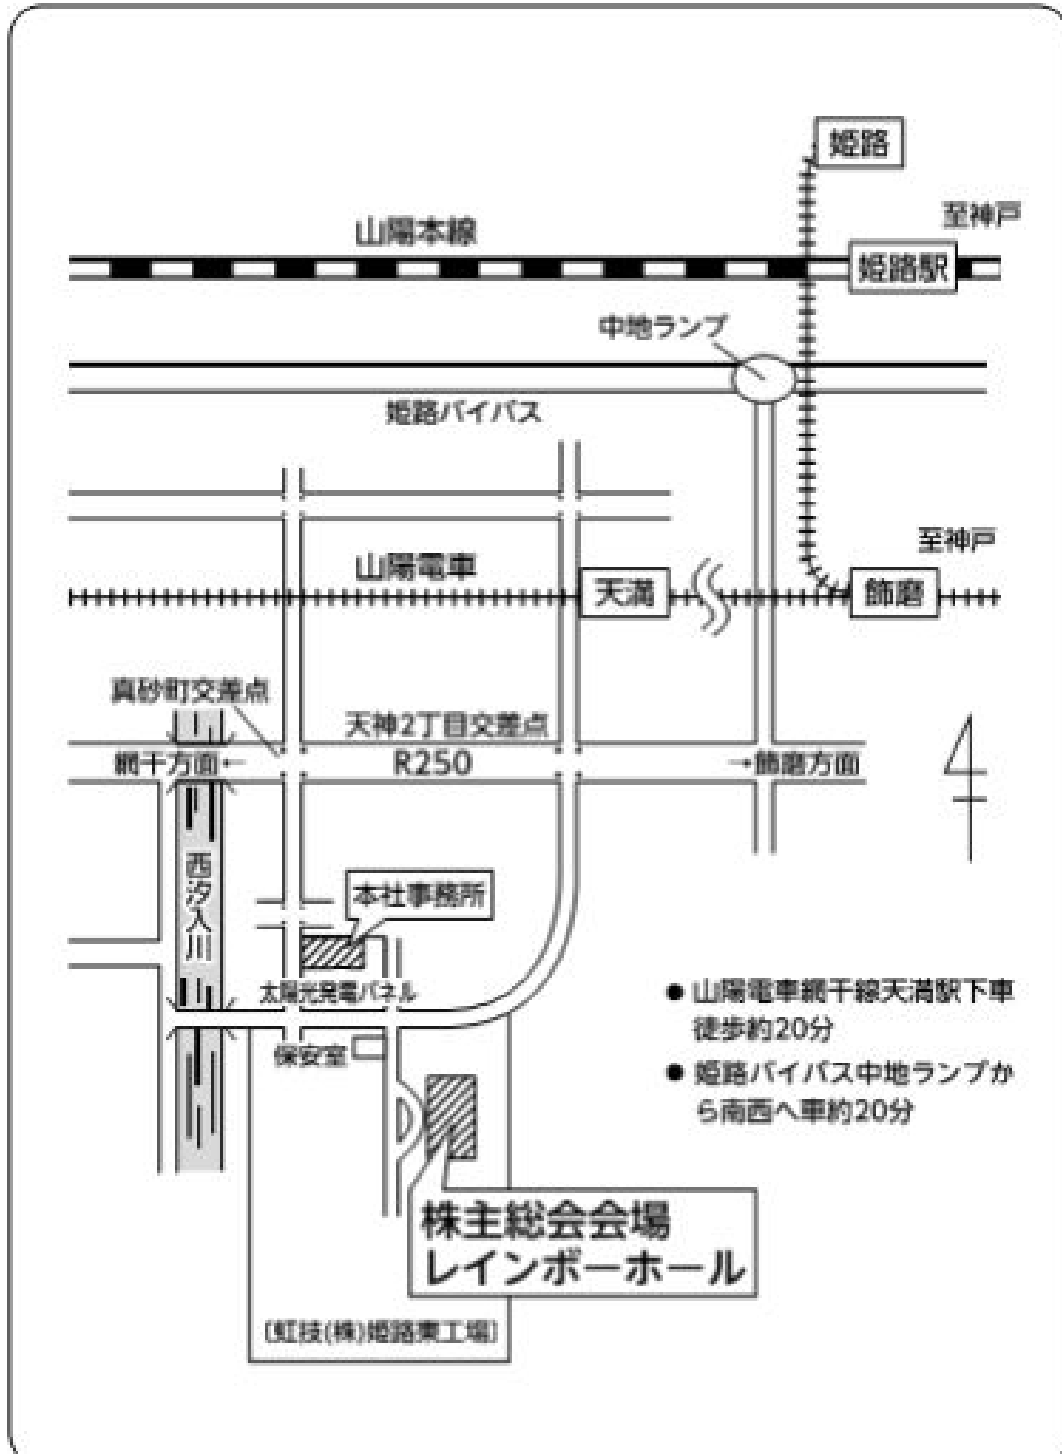 姫路
至神戸
山陽本線
姫路駅
中地ランプ
姫路バイパス
至神戸
山陽電車
天満
飾磨
真砂町交差点
天神2丁目交差点
網干方面←
R250
→飾磨方面
西汐入川
本社事務所
太陽光発電パネル
保安室
●山陽電車網干線天満駅下車
徒歩約20分
●姫路バイパス中地ランプか
ら南西へ車約20分
株主総会会場
レインボーホール
〔虹技(株)姫路東工場〕